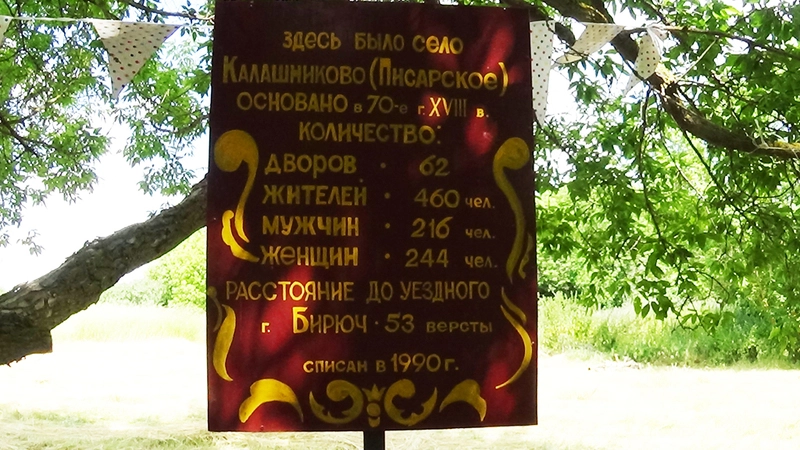 ЗДЕСЬ БЫЛО СЕЛО
КАЛАШНИКОВО (ПИСАРСКОЕ)
ОСНОВАНО В 70-е г. XVIII в.
КОЛИЧЕСТВО:
ДВОРОВ · 62
ЖИТЕЛЕЙ · 460 чел.
МУЖЧИН · 216 чел.
ЖЕНЩИН · 244 чел.
РАССТОЯНИЕ ДО УЕЗДНОГО
г. БИРЮЧ · 53 ВЕРСТЫ
СПИСАН В 1990 г.